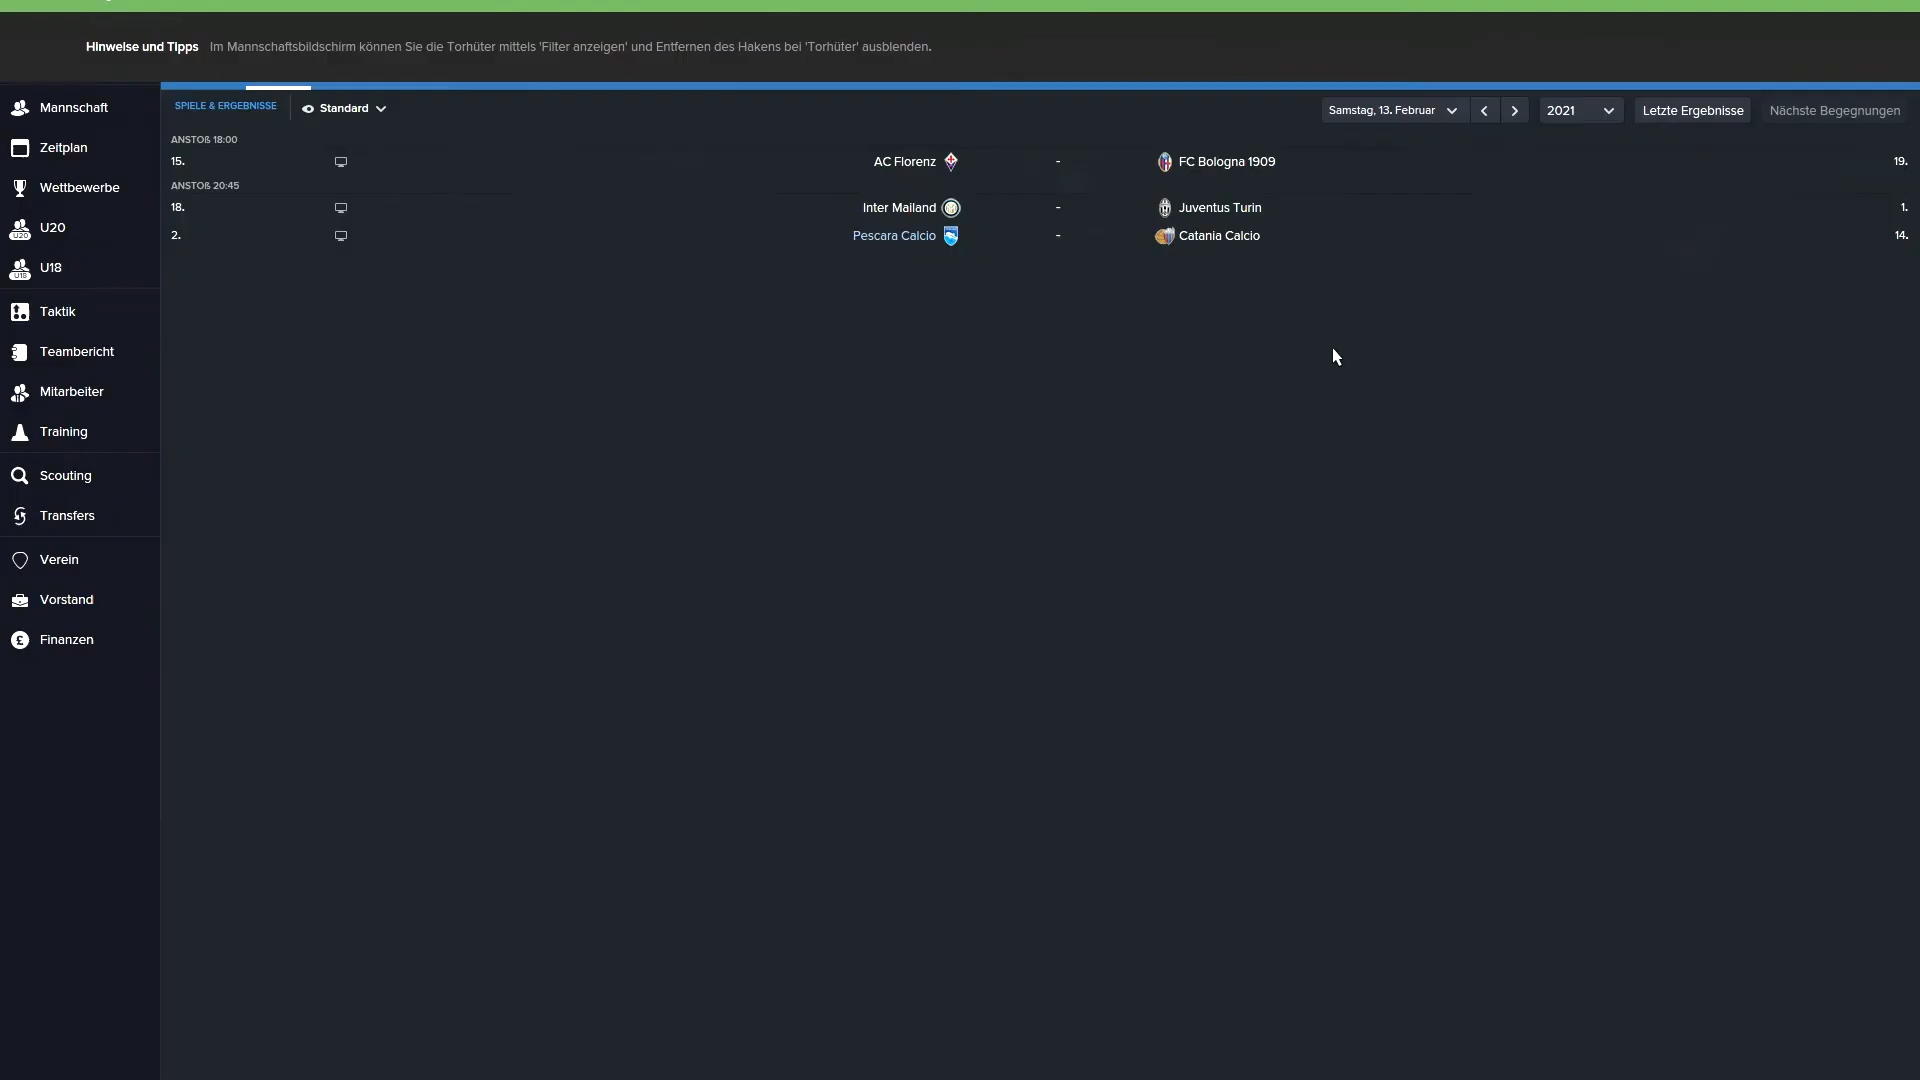 Hinweise und Tipps Im Mannschaftsbildschirm können Sie die Torhüter mittels 'Filter anzeigen' und Entfernen des Hakens bei 'Torhüter' ausblenden.
Mannschaft
Zeitplan
Wettbewerbe
U20
U18
Taktik
Teambericht
Mitarbeiter
Training
Scouting
Transfers
Verein
Vorstand
Finanzen
SPIELE & ERGEBNISSE Standard Samstag, 13. Februar 2021 Letzte Ergebnisse Nächste Begegnungen
ANSTOß 18:00
15. AC Florenz - FC Bologna 1909 19.
ANSTOß 20:45
18. Inter Mailand - Juventus Turin 1.
2. Pescara Calcio - Catania Calcio 14.